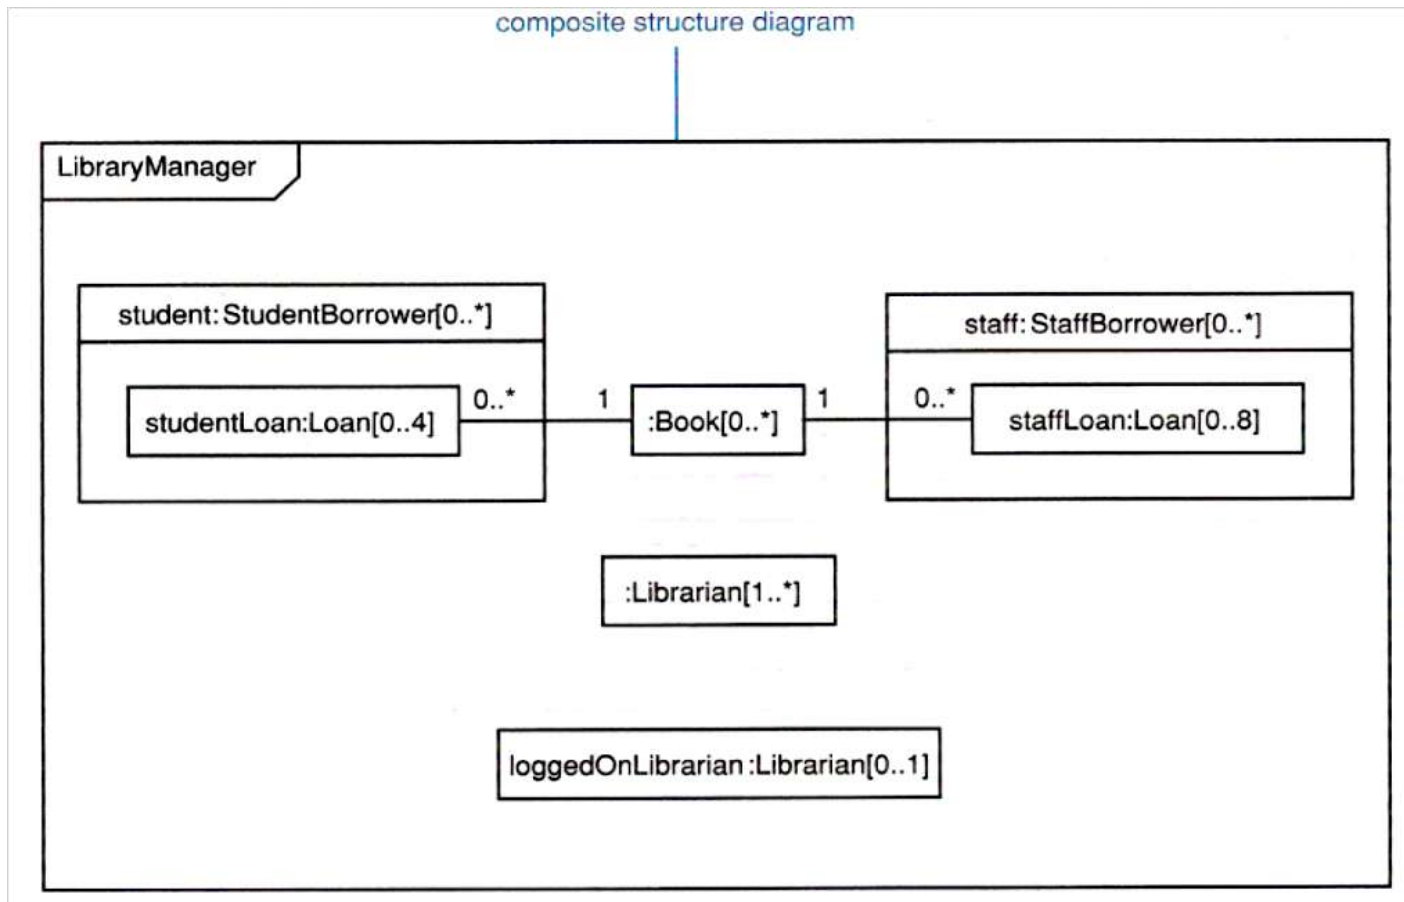 composite structure diagram
LibraryManager
student:StudentBorrower[0..*]
staff:StaffBorrower[0..*]
studentLoan:Loan[0..4]
0..*
1
:Book[0..*]
1
0..*
staffLoan:Loan[0..8]
:Librarian[1..*]
loggedOnLibrarian:Librarian[0..1]